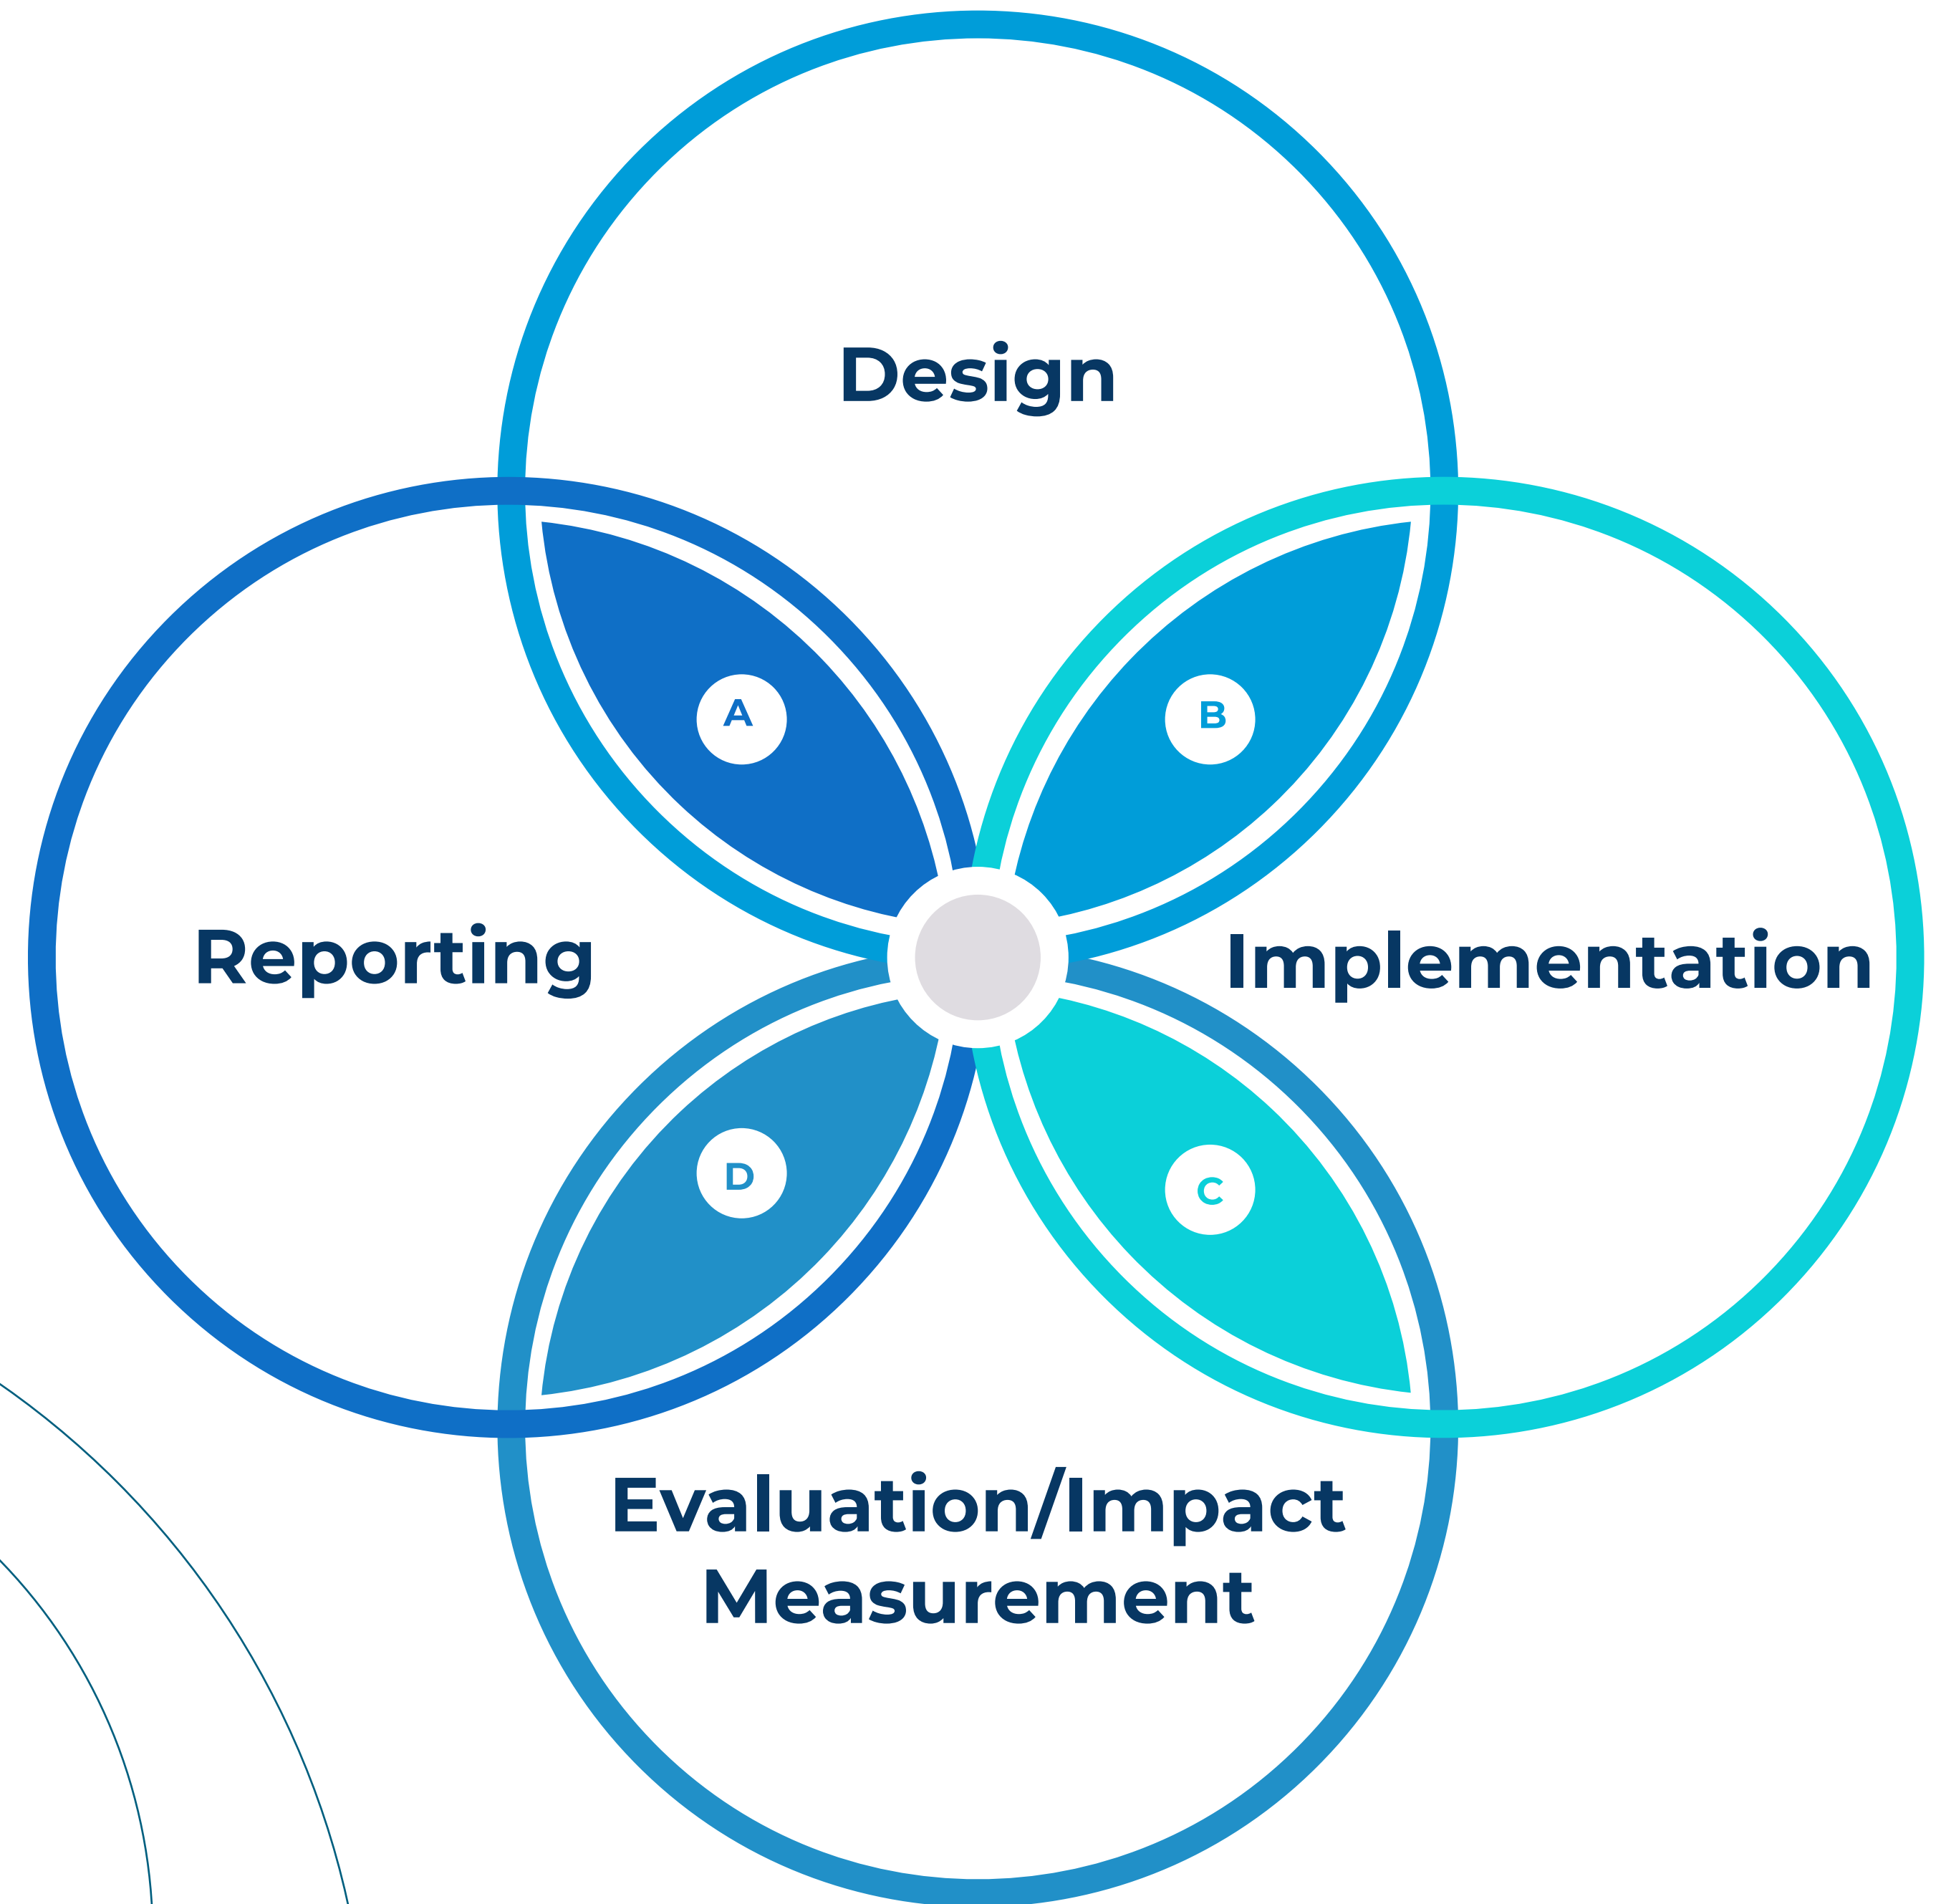 Design
A
B
Reporting
Implementation
D
C
Evaluation/Impact
Measurement